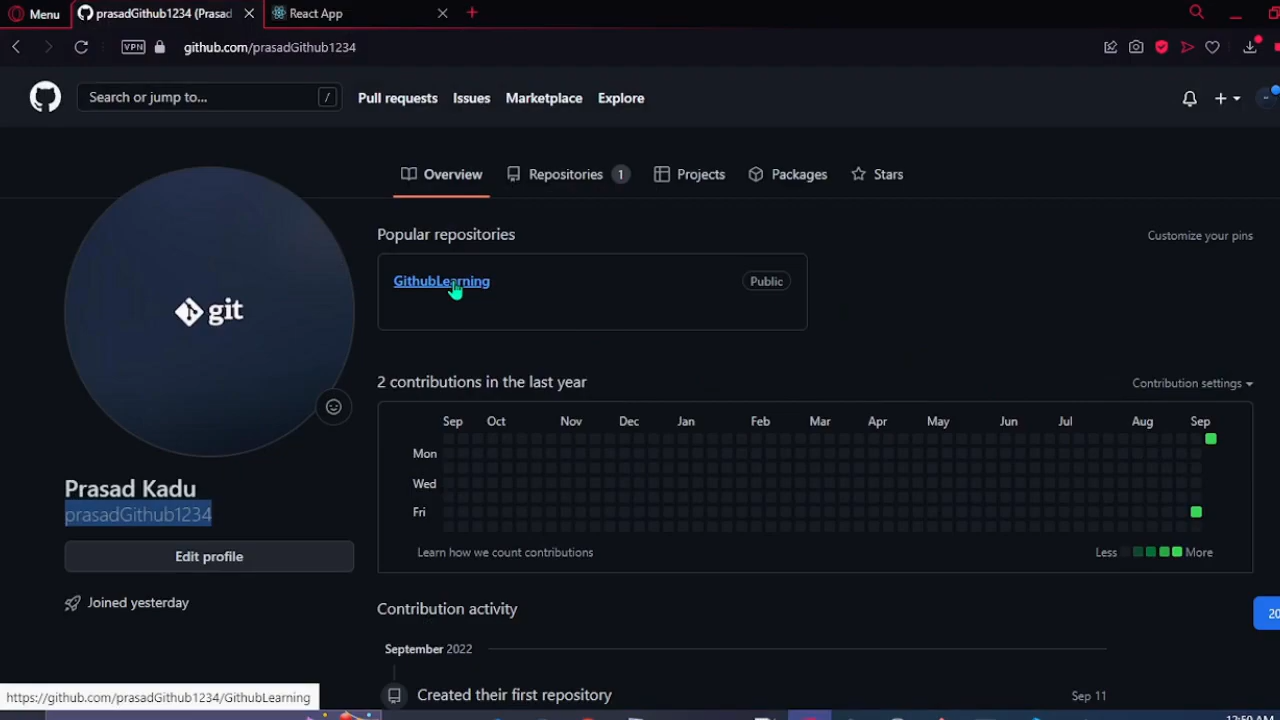 Menu
prasadGithub1234 (Prasad
React App
VPN
github.com/prasadGithub1234
Search or jump to...
/
Pull requests
Issues
Marketplace
Explore
Overview
Repositories 1
Projects
Packages
Stars
Popular repositories
Customize your pins
GithubLearning
Public
git
2 contributions in the last year
Contribution settings
Sep Oct Nov Dec Jan Feb Mar Apr May Jun Jul Aug Sep
Mon
Wed
Fri
Learn how we count contributions
Less
More
Prasad Kadu
prasadGithub1234
Edit profile
Joined yesterday
Contribution activity
20
September 2022
Created their first repository
Sep 11
https://github.com/prasadGithub1234/GithubLearning